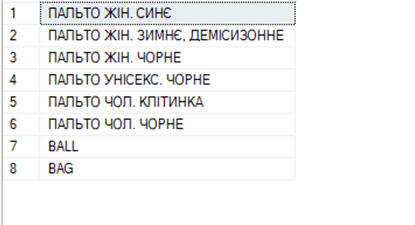 1 ПАЛЬТО ЖІН. СИНЄ
2 ПАЛЬТО ЖІН. ЗИМНЄ, ДЕМІСИЗОННЕ
3 ПАЛЬТО ЖІН. ЧОРНЕ
4 ПАЛЬТО УНІСЕКС. ЧОРНЕ
5 ПАЛЬТО ЧОЛ. КЛІТИНКА
6 ПАЛЬТО ЧОЛ. ЧОРНЕ
7 BALL
8 BAG